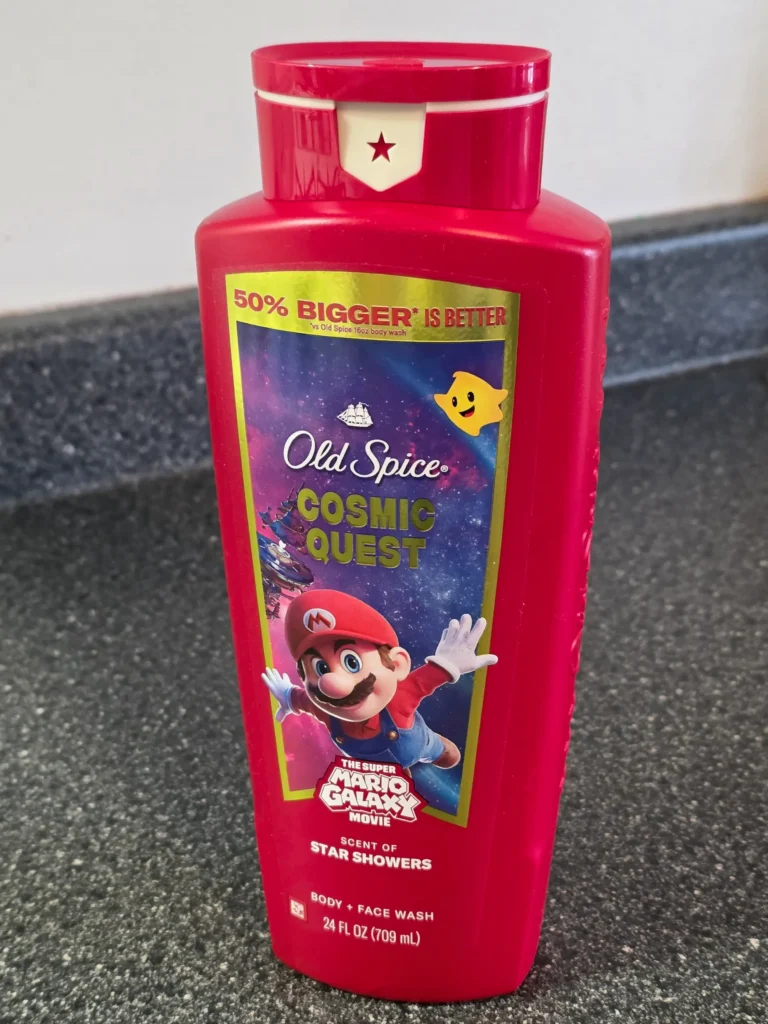 50% BIGGER* IS BETTER
*vs Old Spice 16oz body wash
Old Spice®
COSMIC
QUEST
M
THE SUPER
MARIO
GALAXY
MOVIE
SCENT OF
STAR SHOWERS
BODY + FACE WASH
24 FL OZ (709 mL)